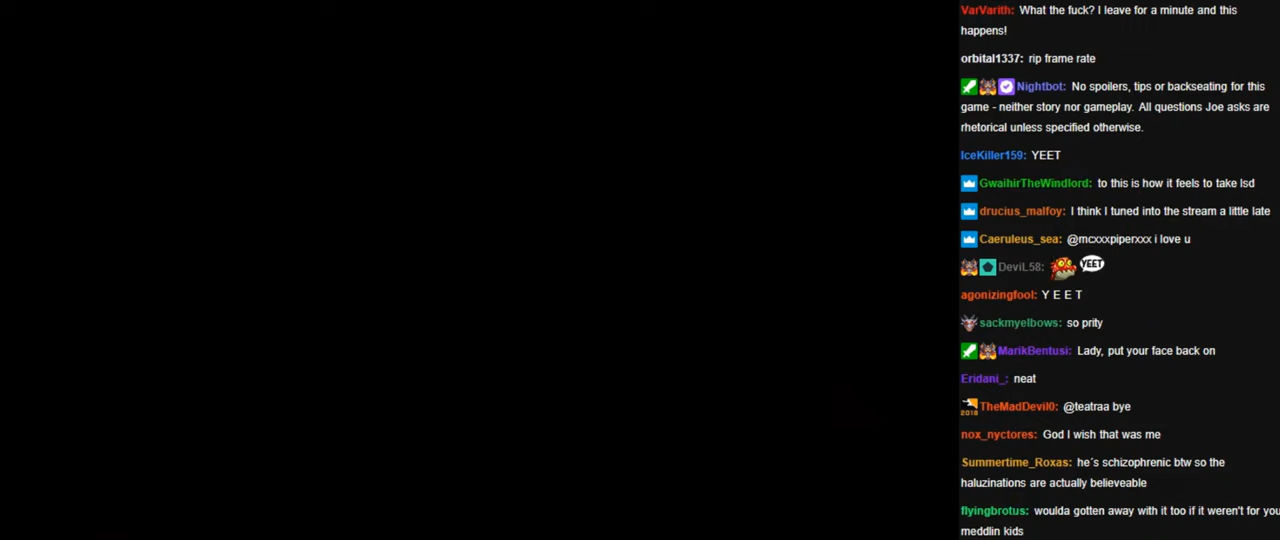 VarVarith: What the fuck? I leave for a minute and this
happens!
orbital1337: rip frame rate
Nightbot: No spoilers, tips or backseating for this
game - neither story nor gameplay. All questions Joe asks are
rhetorical unless specified otherwise.
IceKiller159: YEET
GwaihirTheWindlord: to this is how it feels to take lsd
drucius_malfoy: I think I tuned into the stream a little late
Caeruleus_sea: @mcxxxpiperxxx i love u
DeviL58: YEET
agonizingfool: Y E E T
sackmyelbows: so prity
MarikBentusi: Lady, put your face back on
Eridani_: neat
2018 TheMadDevil0: @teatraa bye
nox_nyctores: God I wish that was me
Summertime_Roxas: he´s schizophrenic btw so the
haluzinations are actually believeable
flyingbrotus: woulda gotten away with it too if it weren't for you
meddlin kids